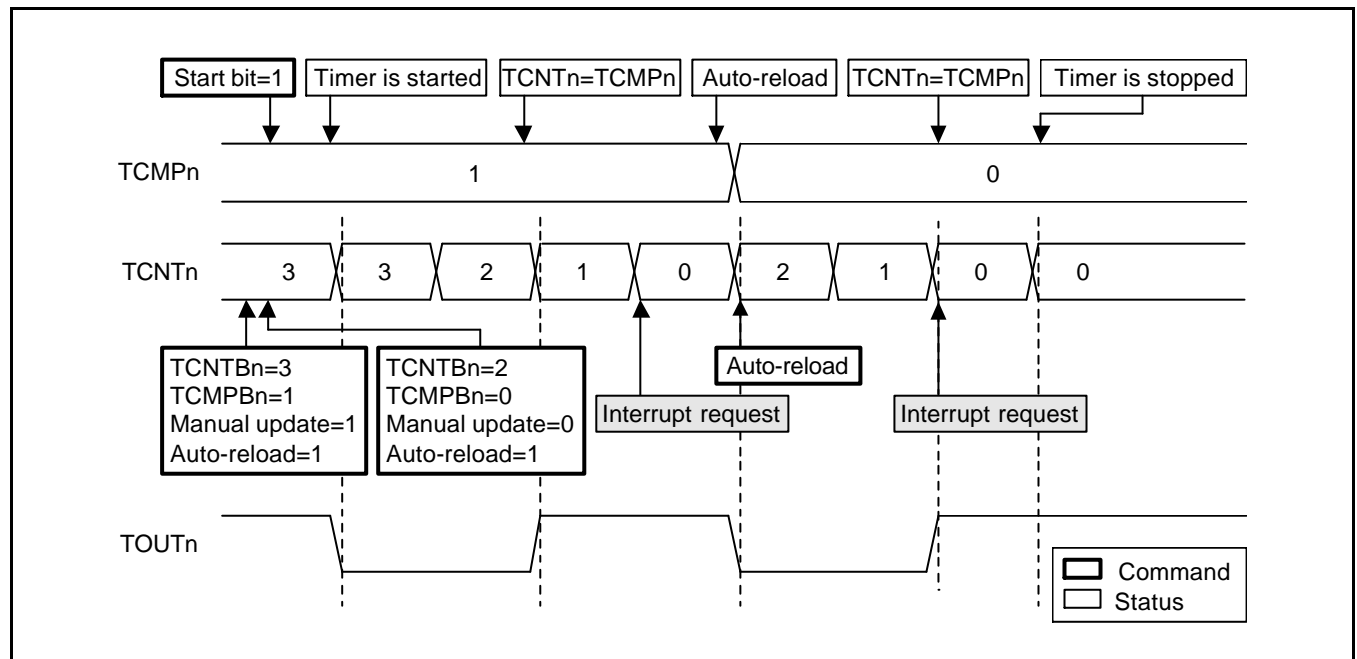 Start bit=1
Timer is started
TCNTn=TCMPn
Auto-reload
TCNTn=TCMPn
Timer is stopped
TCMPn
1
0
TCNTn
3
3
2
1
0
2
1
0
0
TCNTBn=3
TCMPBn=1
Manual update=1
Auto-reload=1
TCNTBn=2
TCMPBn=0
Manual update=0
Auto-reload=1
Interrupt request
Auto-reload
Interrupt request
TOUTn
Command
Status